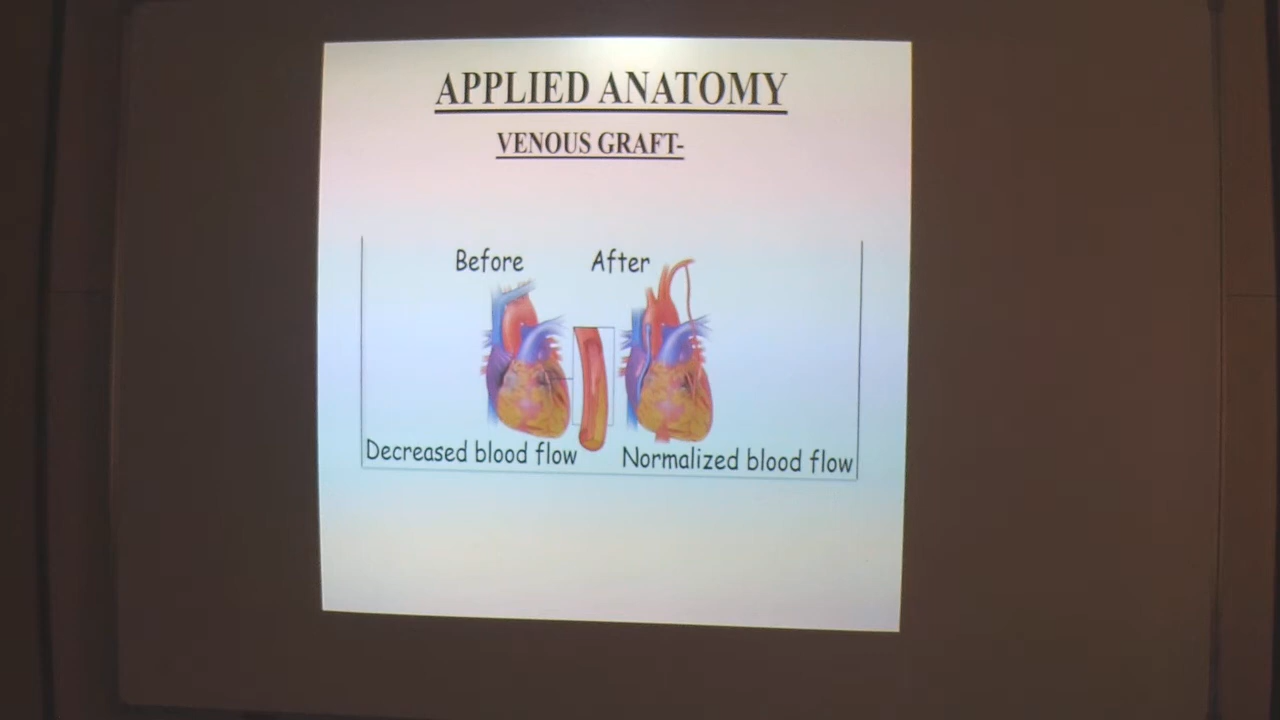 APPLIED ANATOMY
VENOUS GRAFT-
Before After
Decreased blood flow Normalized blood flow